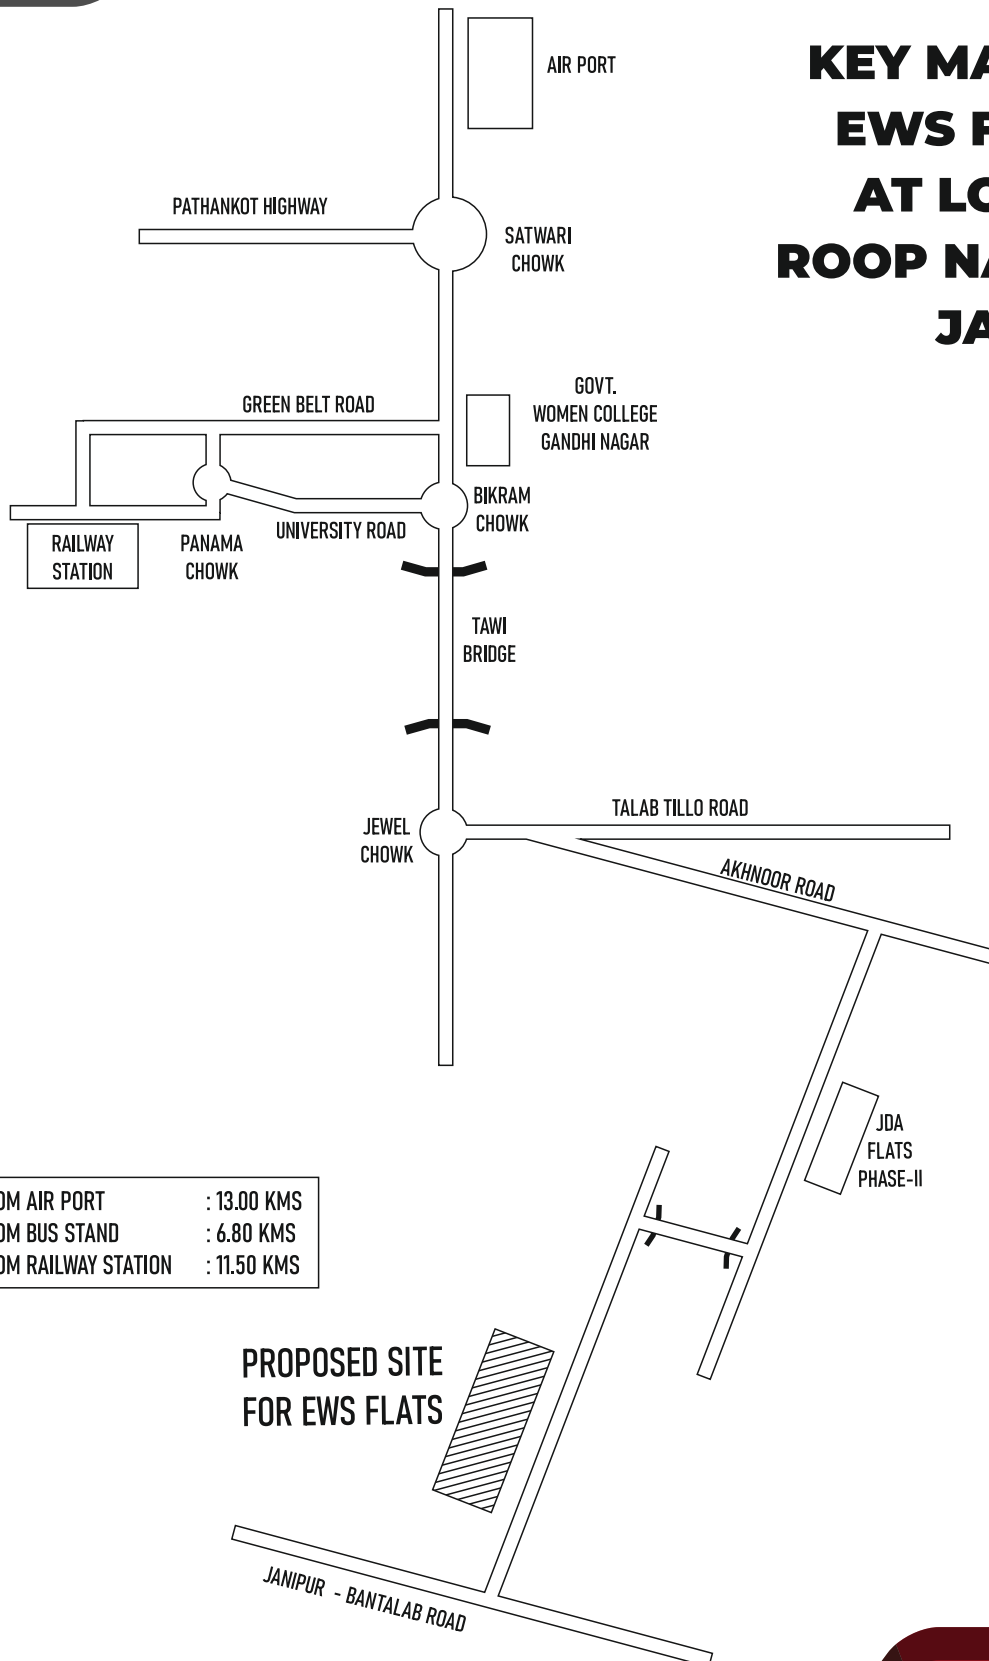 KEY MA
EWS F
AT LO
ROOP NA
JA
AIR PORT
PATHANKOT HIGHWAY
SATWARI
CHOWK
GREEN BELT ROAD
GOVT.
WOMEN COLLEGE
GANDHI NAGAR
BIKRAM
CHOWK
UNIVERSITY ROAD
RAILWAY
STATION
PANAMA
CHOWK
TAWI
BRIDGE
JEWEL
CHOWK
TALAB TILLO ROAD
AKHNOOR ROAD
JDA
FLATS
PHASE-II
OM AIR PORT : 13.00 KMS
OM BUS STAND : 6.80 KMS
OM RAILWAY STATION : 11.50 KMS
PROPOSED SITE
FOR EWS FLATS
JANIPUR - BANTALAB ROAD